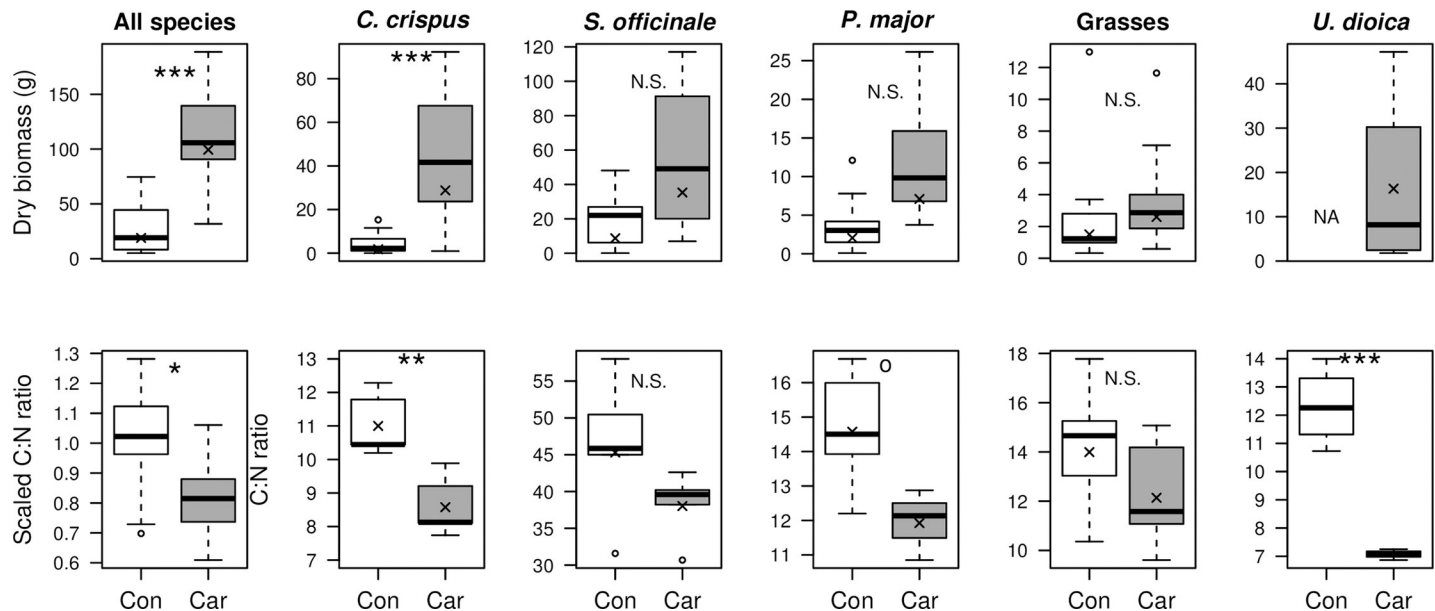 All species C. crispus S. officinale P. major Grasses U. dioica
Dry biomass (g)
0 50 100 150
***
0 20 40 60 80
***
0 20 40 60 80 100 120
N.S.
0 5 10 15 20 25
N.S.
0 2 4 6 8 10 12
N.S.
0 10 20 30 40
NA
Scaled C:N ratio
0.6 0.7 0.8 0.9 1.0 1.1 1.2 1.3
*
C:N ratio
7 8 9 10 11 12 13
**
30 35 40 45 50 55
N.S.
11 12 13 14 15 16
o
10 12 14 16 18
N.S.
7 8 9 10 11 12 13 14
***
Con Car Con Car Con Car Con Car Con Car Con Car